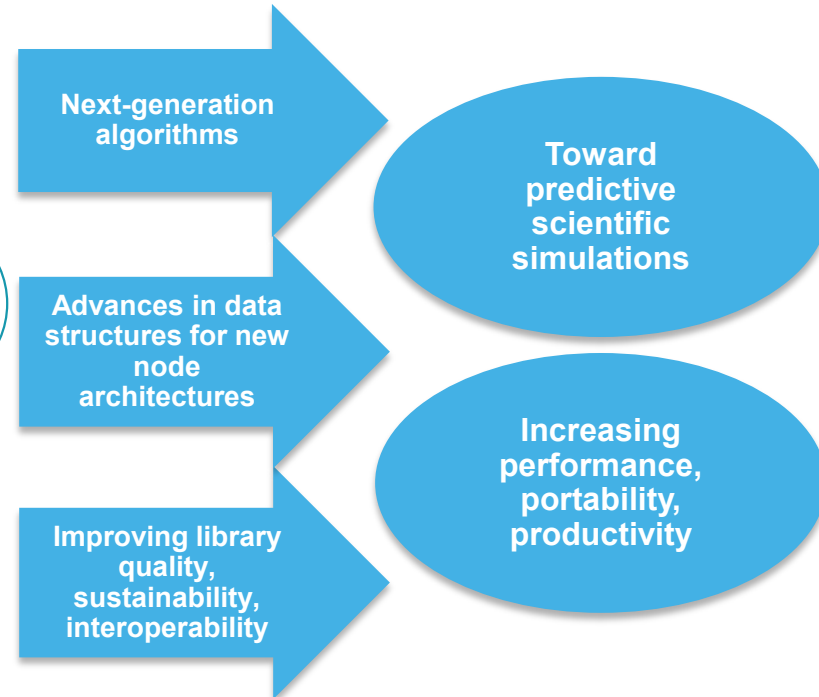 Next-generation
algorithms
Toward
predictive
scientific
simulations
Advances in data
structures for new
node
architectures
Increasing
performance,
portability,
productivity
Improving library
quality,
sustainability,
interoperability